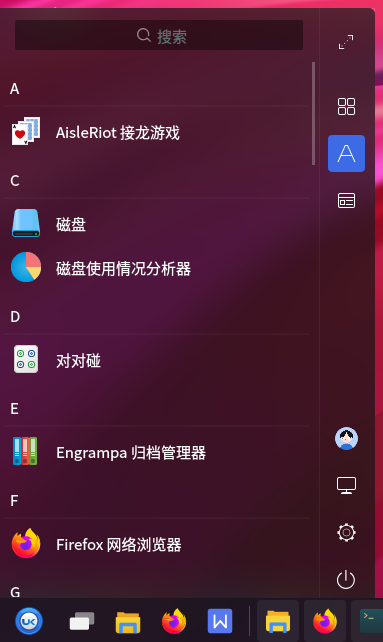 搜索
A
AisleRiot 接龙游戏
A
C
磁盘
磁盘使用情况分析器
D
对对碰
E
Engrampa 归档管理器
F
Firefox 网络浏览器
G
UK
W